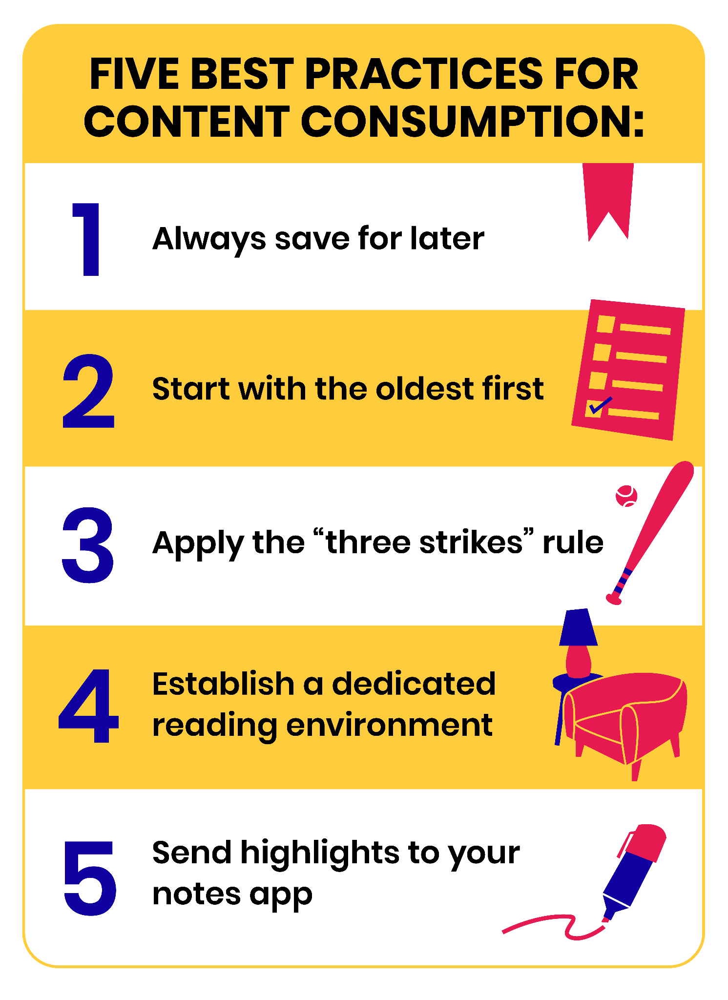 FIVE BEST PRACTICES FOR
CONTENT CONSUMPTION:
1
Always save for later
2
Start with the oldest first
3
Apply the “three strikes” rule
4
Establish a dedicated
reading environment
5
Send highlights to your
notes app